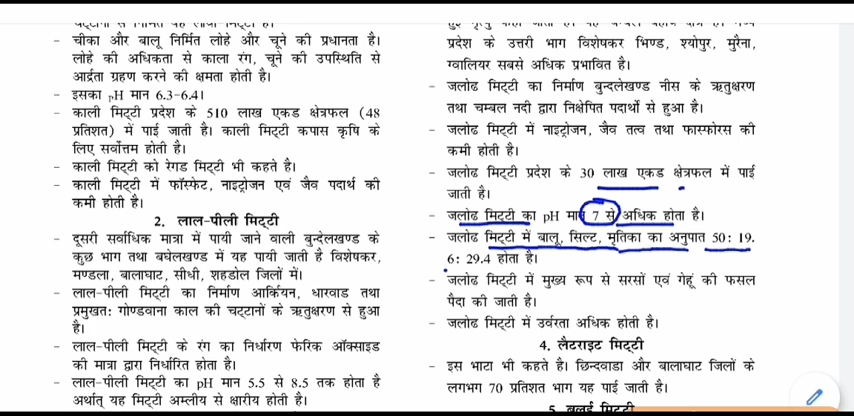 चीका और बालू निर्मित लोहे और चूने की प्रधानता है।
लोहे की अधिकता से काला रंग, चूने की उपस्थिति से
आर्द्रता ग्रहण करने की क्षमता होती है।
- इसका pH मान 6.3-6.4।
- काली मिट्टी प्रदेश के 510 लाख एकड क्षेत्रफल (48
प्रतिशत) में पाई जाती है। काली मिट्टी कपास कृषि के
लिए सर्वोत्तम होती है।
- काली मिट्टी को रेगड मिट्टी भी कहते है।
- काली मिट्टी में फॉस्फेट, नाइट्रोजन एवं जैव पदार्थ की
कमी होती है।
2. लाल-पीली मिट्टी
- दूसरी सर्वाधिक मात्रा में पायी जाने वाली बुन्देलखण्ड के
कुछ भाग तथा बघेलखण्ड में यह पायी जाती है विशेषकर,
मण्डला, बालाघाट, सीधी, शहडोल जिलों में।
- लाल-पीली मिट्टी का निर्माण आर्कियन, धारवाड तथा
प्रमुखत: गोण्डवाना काल की चट्टानों के ऋतुक्षरण से हुआ
है।
- लाल-पीली मिट्टी के रंग का निर्धारण फेरिक ऑक्साइड
की मात्रा द्वारा निर्धारित होता है।
- लाल-पीली मिट्टी का pH मान 5.5 से 8.5 तक होता है
अर्थात् यह मिट्टी अम्लीय से क्षारीय होती है।
प्रदेश के उत्तरी भाग विशेषकर भिण्ड, श्योपुर, मुरैना,
ग्वालियर सबसे अधिक प्रभावित है।
- जलोढ मिट्टी का निर्माण बुन्देलखण्ड नीस के ऋतुक्षरण
तथा चम्बल नदी द्वारा निक्षेपित पदार्थो से हुआ है।
- जलोढ मिट्टी में नाइट्रोजन, जैव तत्व तथा फास्फोरस की
कमी होती है।
- जलोढ मिट्टी प्रदेश के 30 लाख एकड क्षेत्रफल में पाई
जाती है।
- जलोढ मिट्टी का pH मान 7 से अधिक होता है।
- जलोढ मिट्टी में बालू, सिल्ट, मृतिका का अनुपात 50: 19.
6: 29.4 होता है।
- जलोढ मिट्टी में मुख्य रूप से सरसों एवं गेहूं की फसल
पैदा की जाती है।
- जलोढ मिट्टी में उर्वरता अधिक होती है।
4. लैटराइट मिट्टी
- इस भाटा भी कहते है। छिन्दवाडा और बालाघाट जिलों के
लगभग 70 प्रतिशत भाग यह पाई जाती है।